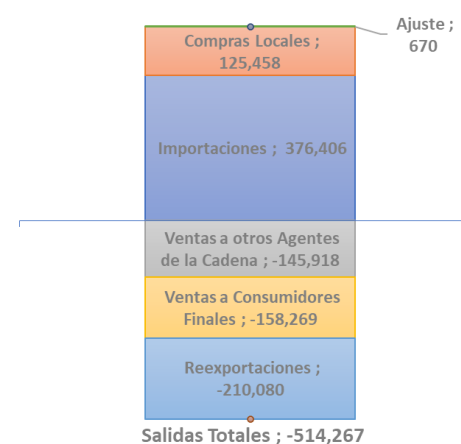 Ajuste ;
670
Compras Locales ;
125,458
Importaciones ;  376,406
Ventas a otros Agentes
de la Cadena ; -145,918
Ventas a Consumidores
Finales ; -158,269
Reexportaciones ;
-210,080
Salidas Totales ; -514,267